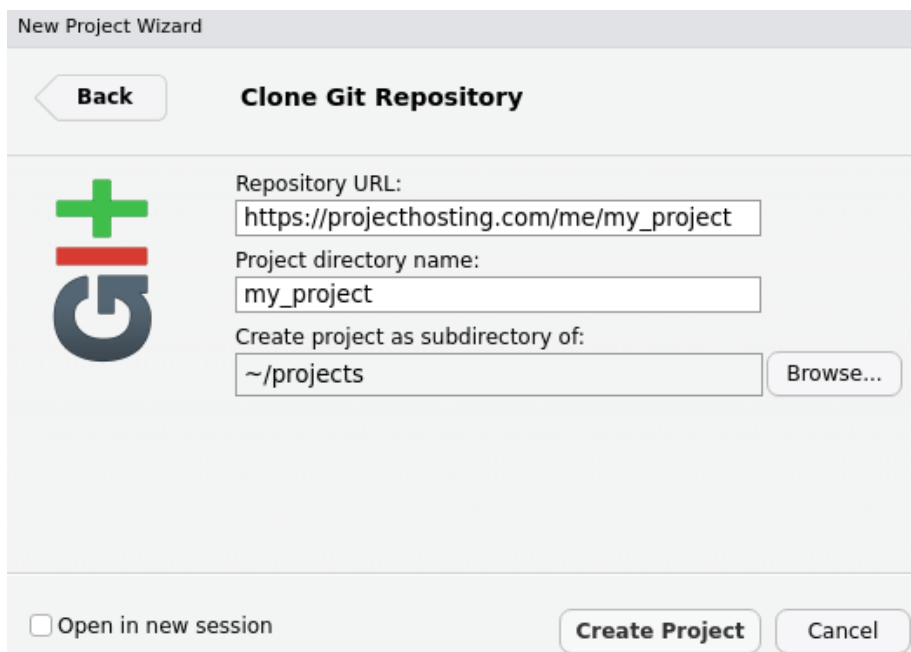 New Project Wizard
Back
Clone Git Repository
GIt
Repository URL:
https://projecthosting.com/me/my_project
Project directory name:
my_project
Create project as subdirectory of:
~/projects
Browse...
Open in new session
Create Project
Cancel